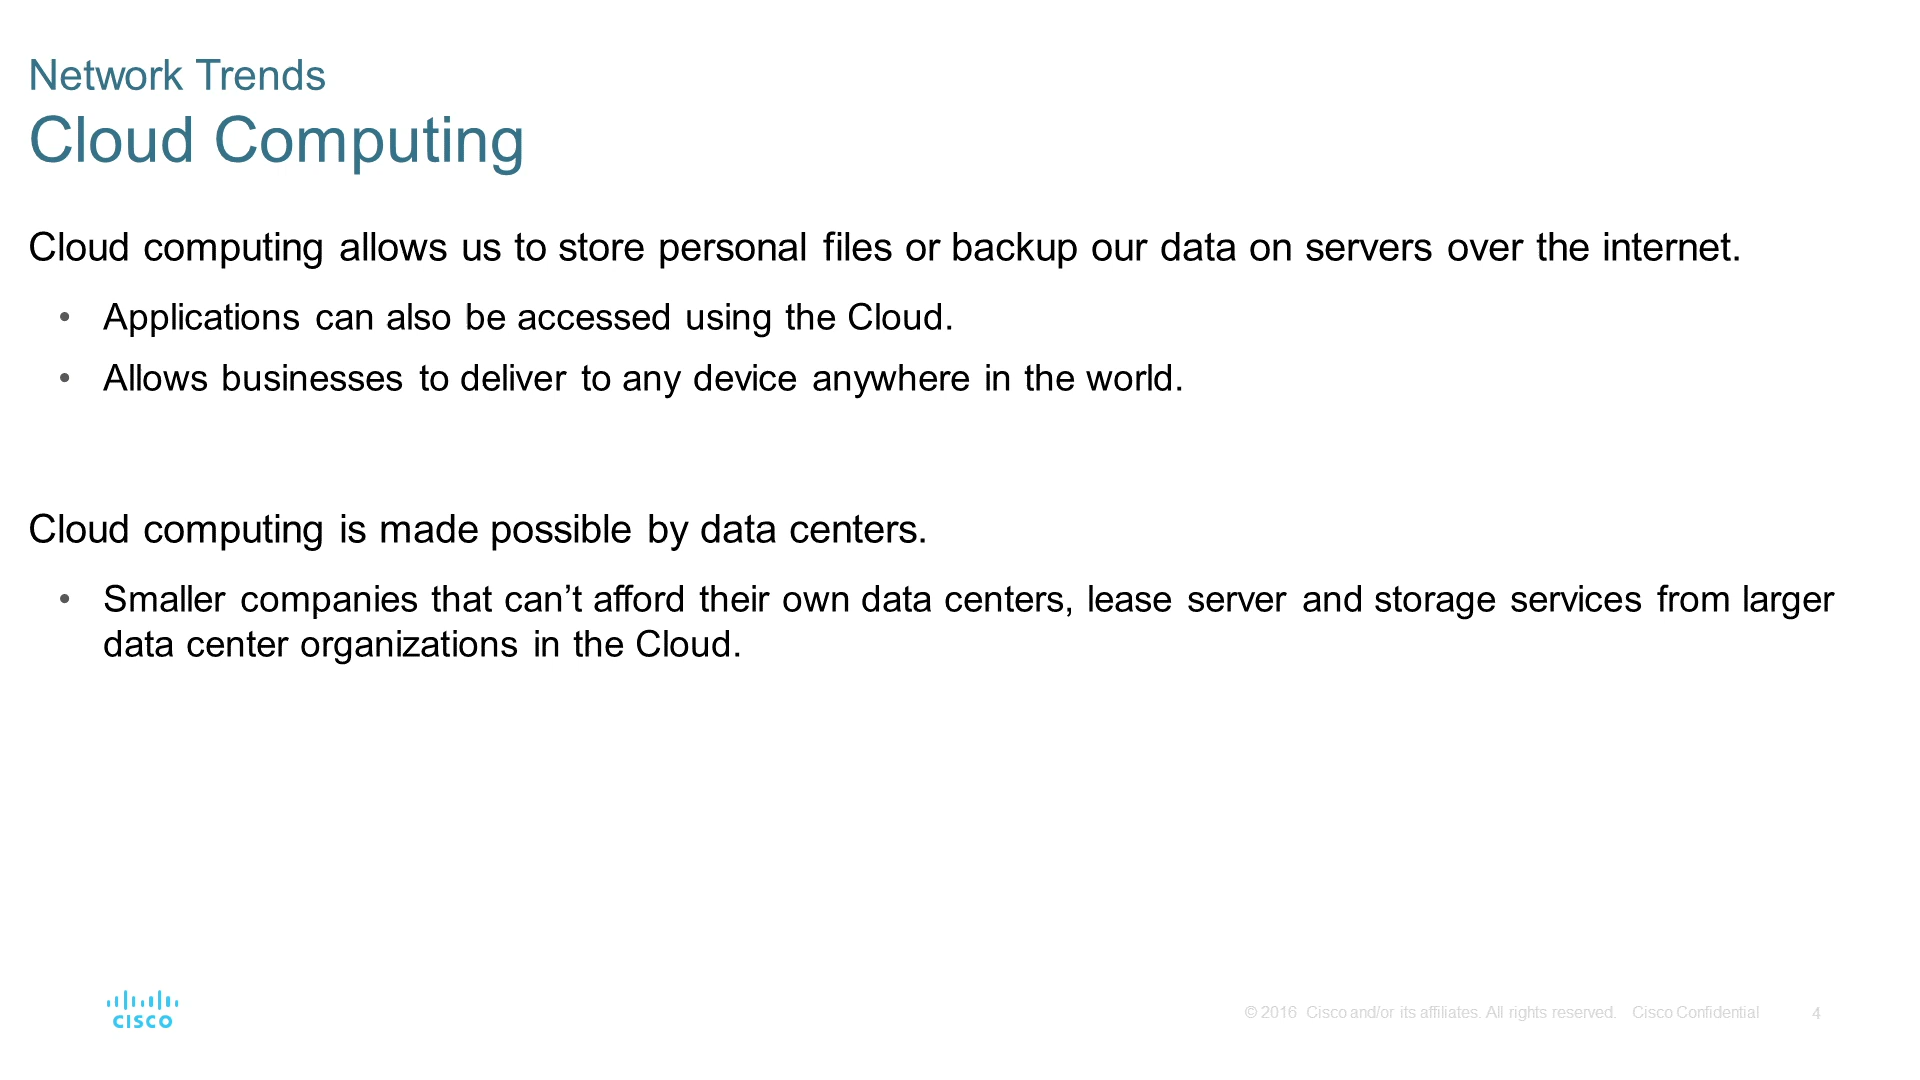 Network Trends
Cloud Computing
Cloud computing allows us to store personal files or backup our data on servers over the internet.
• Applications can also be accessed using the Cloud.
• Allows businesses to deliver to any device anywhere in the world.
Cloud computing is made possible by data centers.
• Smaller companies that can’t afford their own data centers, lease server and storage services from larger
data center organizations in the Cloud.
CISCO
© 2016 Cisco and/or its affiliates. All rights reserved. Cisco Confidential 4